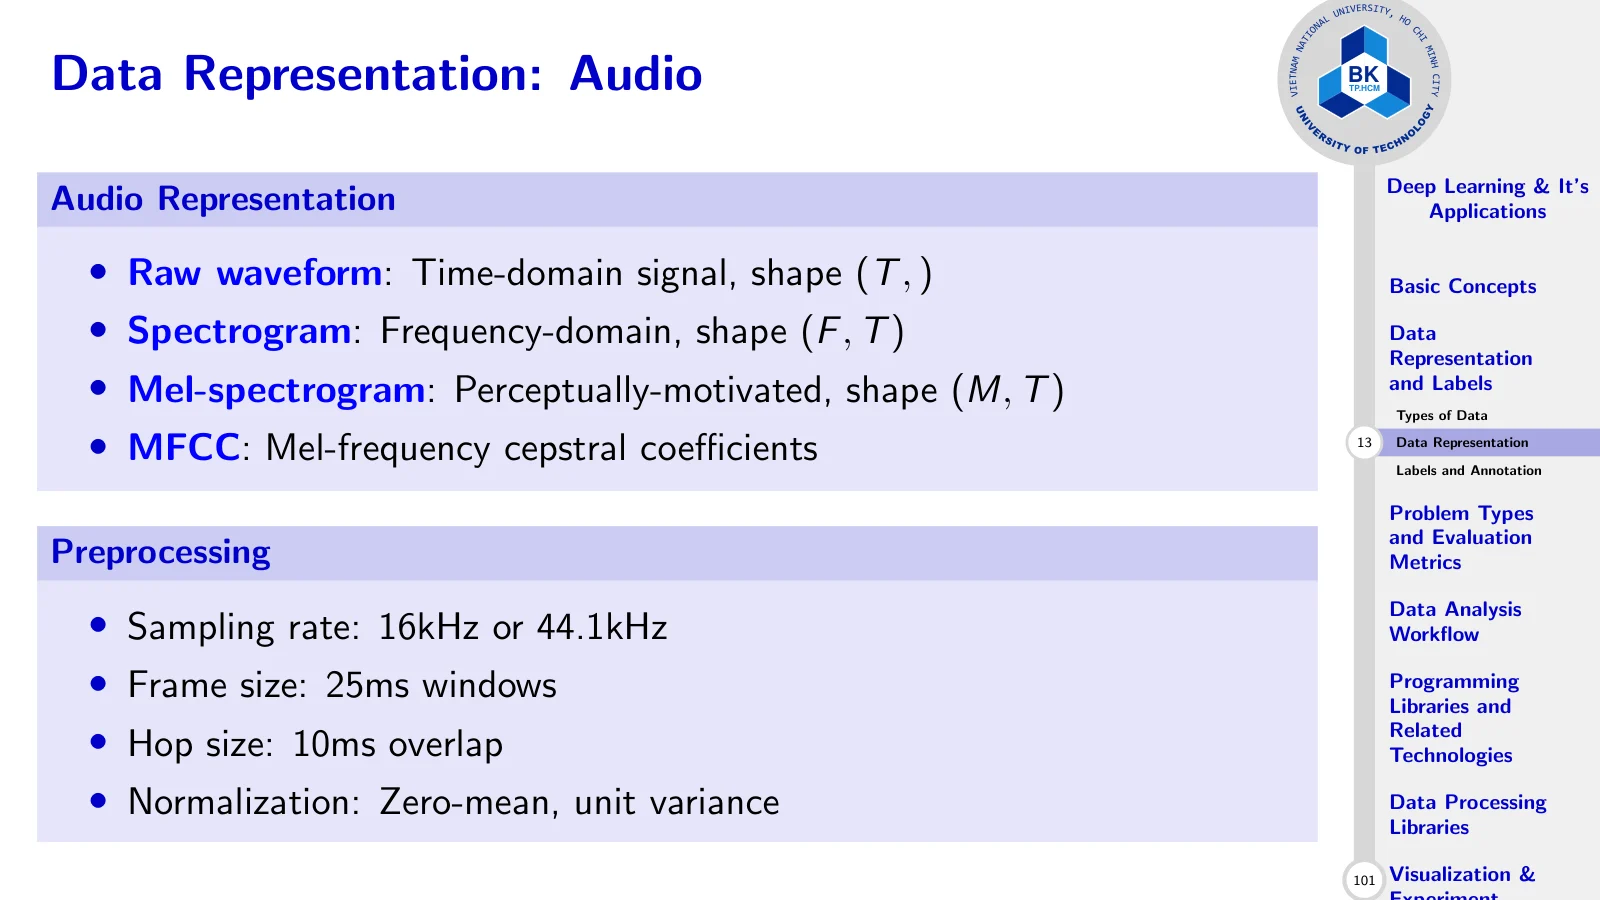 Data Representation: Audio
VIETNAM NATIONAL UNIVERSITY, HO CHI MINH CITY
BK
TP.HCM
UNIVERSITY OF TECHNOLOGY
Audio Representation
• Raw waveform: Time-domain signal, shape (T, )
• Spectrogram: Frequency-domain, shape (F, T)
• Mel-spectrogram: Perceptually-motivated, shape (M, T)
• MFCC: Mel-frequency cepstral coefficients
Preprocessing
• Sampling rate: 16kHz or 44.1kHz
• Frame size: 25ms windows
• Hop size: 10ms overlap
• Normalization: Zero-mean, unit variance
Deep Learning & It's
Applications
Basic Concepts
Data
Representation
and Labels
Types of Data
13
Data Representation
Labels and Annotation
Problem Types
and Evaluation
Metrics
Data Analysis
Workflow
Programming
Libraries and
Related
Technologies
Data Processing
Libraries
101
Visualization &
Experiment